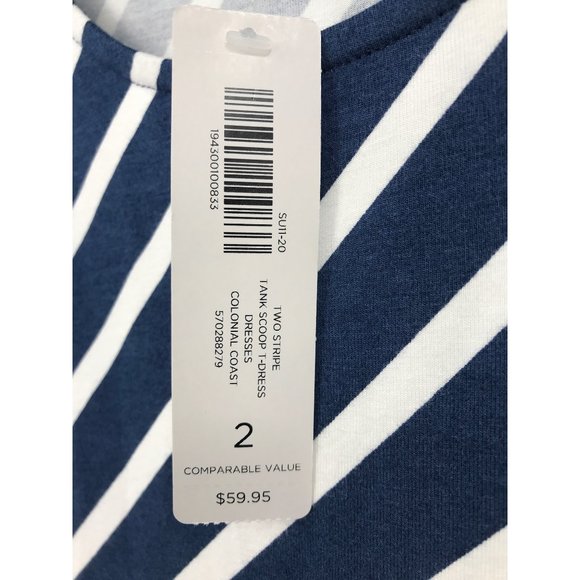 194300100833
SU11-20
TWO STRIPE
TANK SCOOP T-DRESS
DRESSES
COLONIAL COAST
570288279
2
COMPARABLE VALUE
$59.95